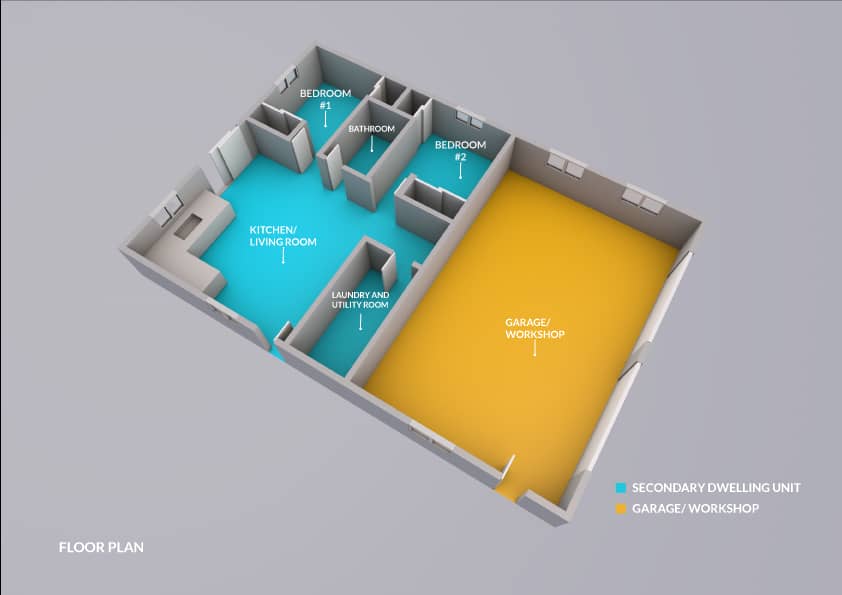 BEDROOM
#1
BATHROOM
BEDROOM
#2
KITCHEN/
LIVING ROOM
LAUNDRY AND
UTILITY ROOM
GARAGE/
WORKSHOP
SECONDARY DWELLING UNIT
GARAGE/ WORKSHOP
FLOOR PLAN